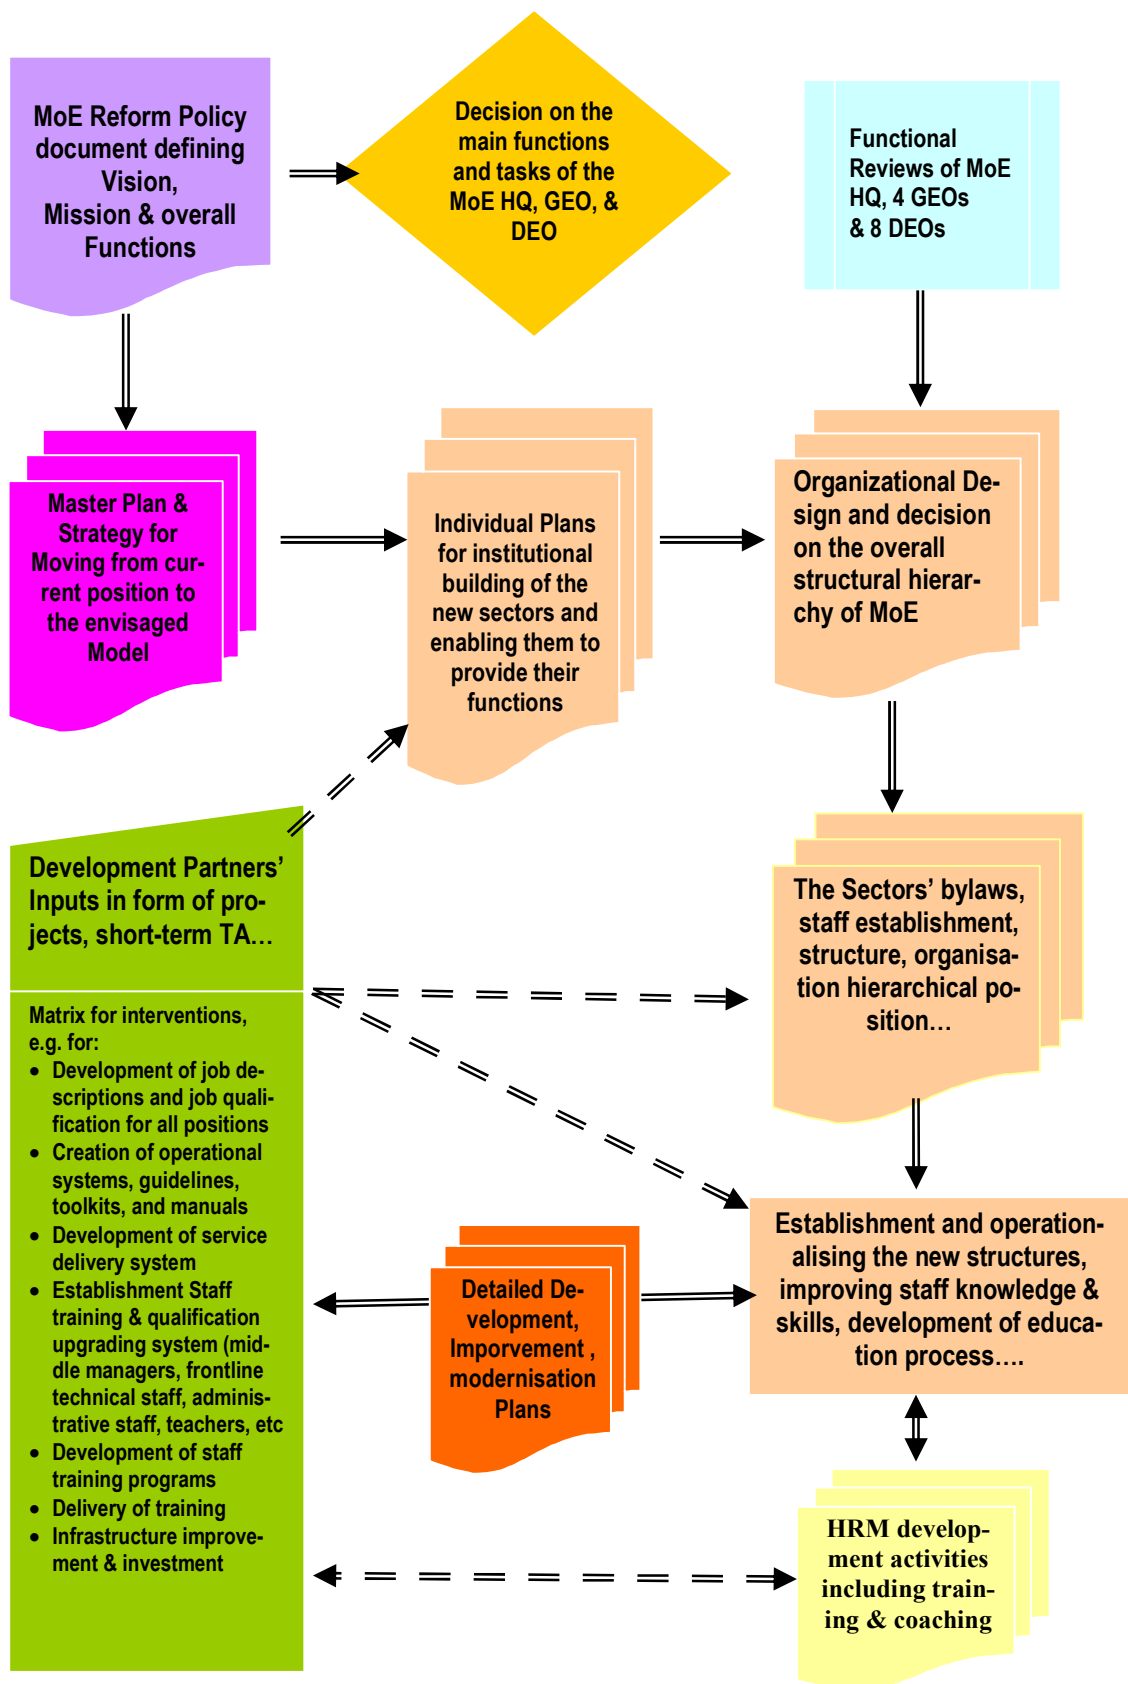 MoE Reform Policy
document defining
Vision,
Mission & overall
Functions
Decision on the
main functions
and tasks of the
MoE HQ, GEO, &
DEO
Functional
Reviews of MoE
HQ, 4 GEOs
& 8 DEOs
Master Plan &
Strategy for
Moving from cur-
rent position to
the envisaged
Model
Individual Plans
for institutional
building of the
new sectors and
enabling them to
provide their
functions
Organizational De-
sign and decision
on the overall
structural hierar-
chy of MoE
Development Partners’
Inputs in form of pro-
jects, short-term TA…
The Sectors’ bylaws,
staff establishment,
structure, organisa-
tion hierarchical po-
sition…
Matrix for interventions,
e.g. for:
• Development of job de-
scriptions and job quali-
fication for all positions
• Creation of operational
systems, guidelines,
toolkits, and manuals
• Development of service
delivery system
• Establishment Staff
training & qualification
upgrading system (mid-
dle managers, frontline
technical staff, adminis-
trative staff, teachers, etc
• Development of staff
training programs
• Delivery of training
• Infrastructure improve-
ment & investment
Detailed De-
velopment,
Imporvement ,
modernisation
Plans
Establishment and operation-
alising the new structures,
improving staff knowledge &
skills, development of educa-
tion process….
HRM develop-
ment activities
including train-
ing & coaching